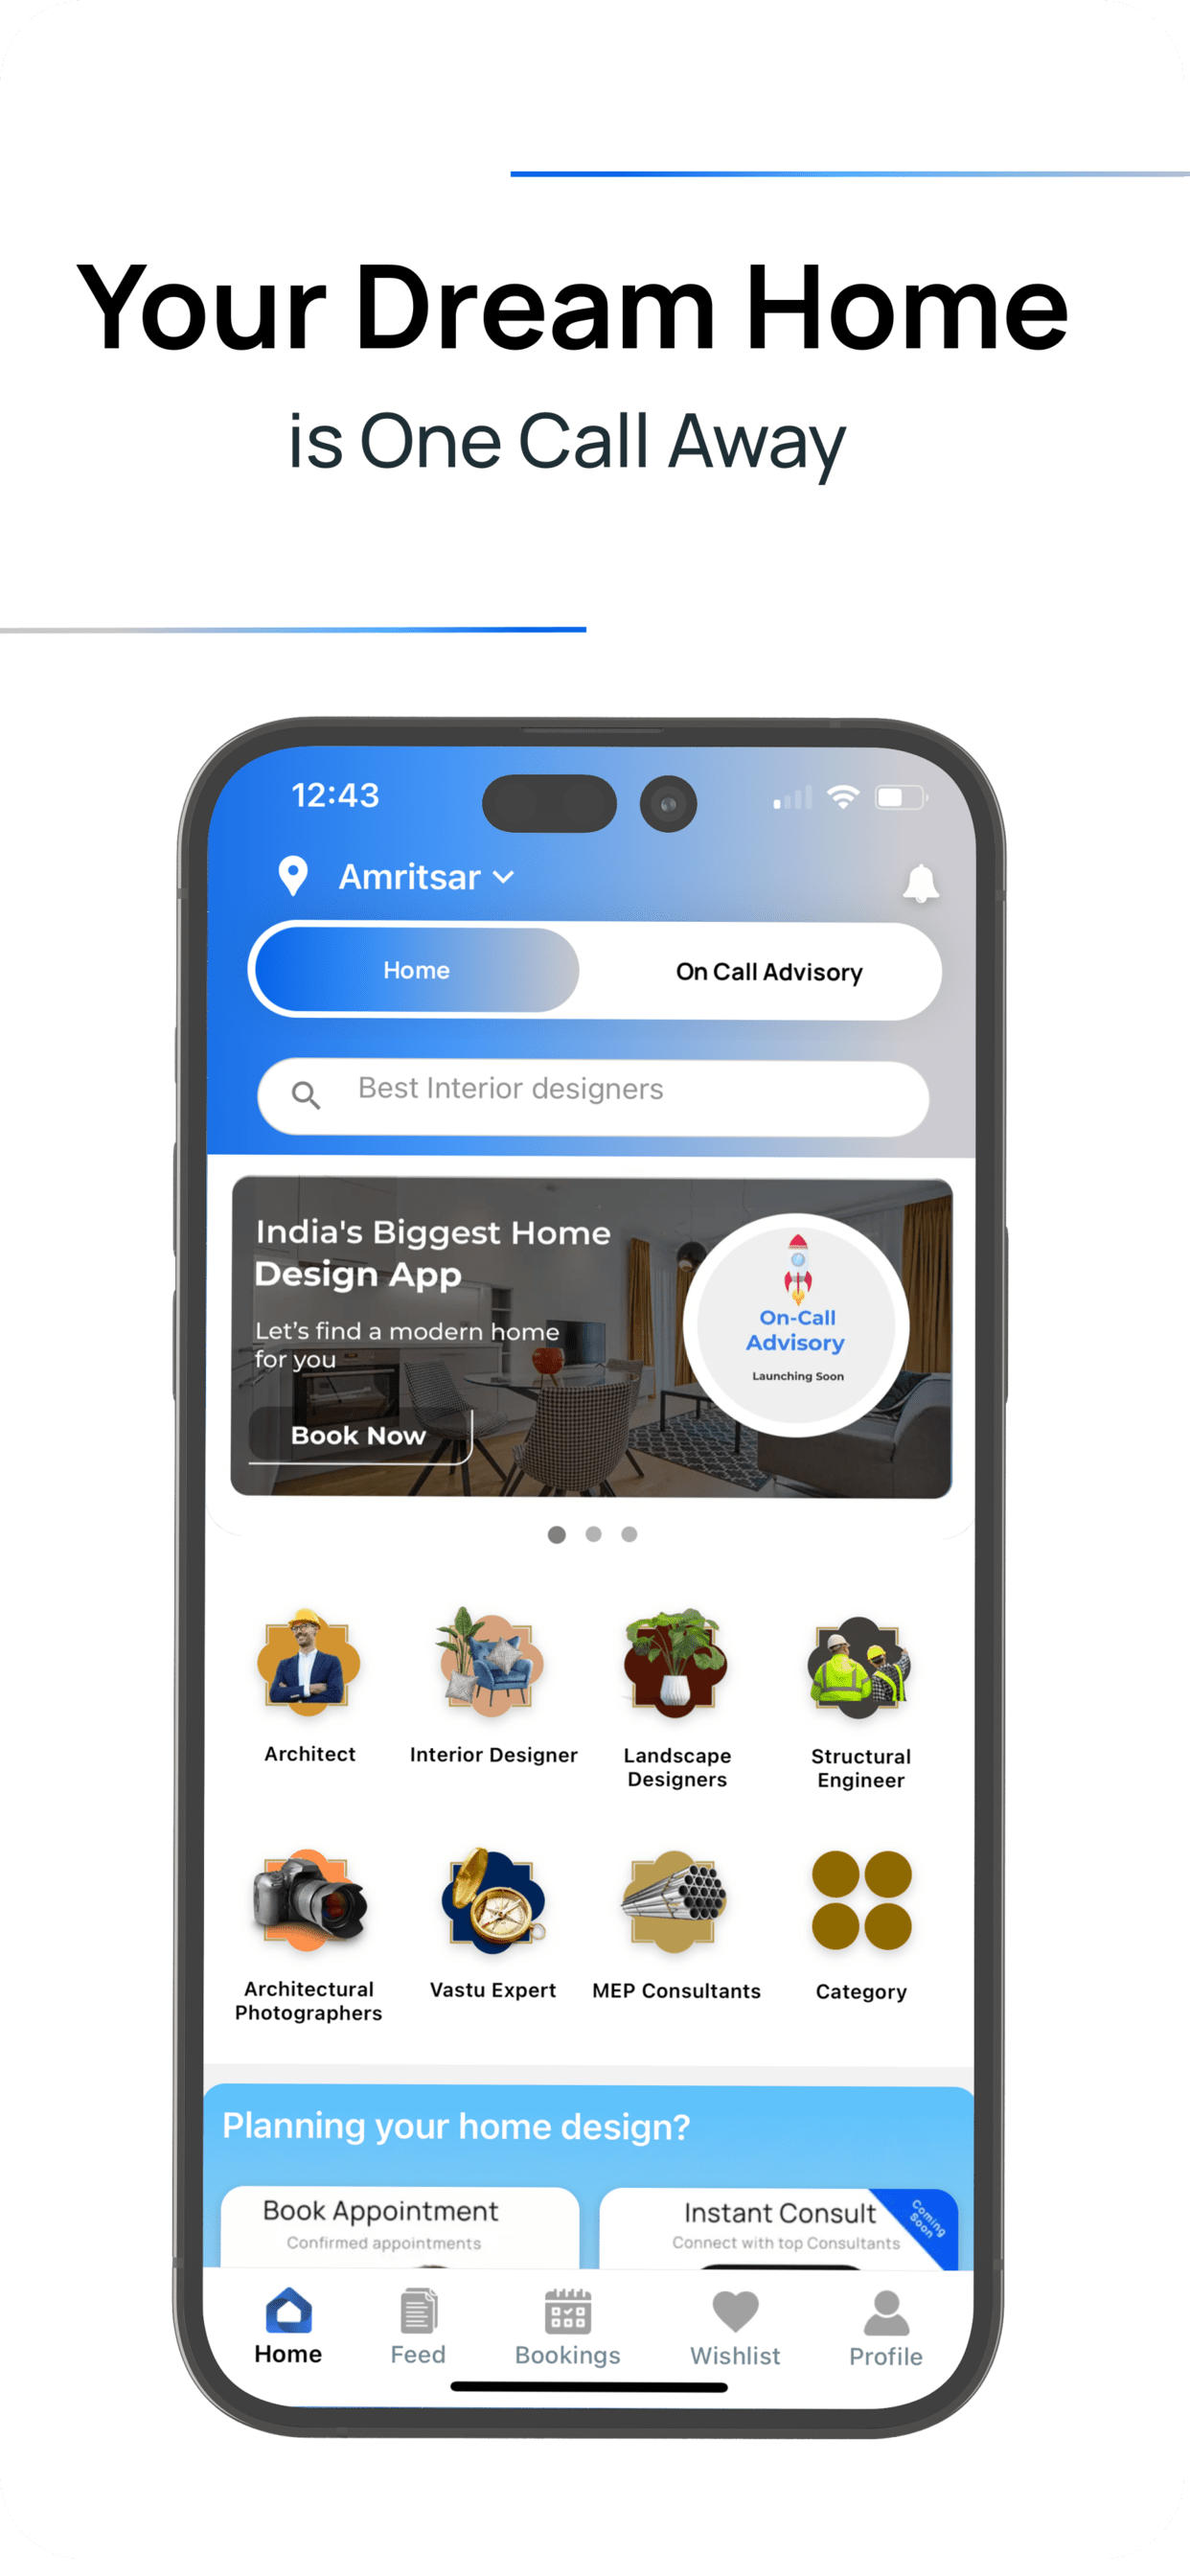 Your Dream Home
is One Call Away
12:43
Amritsar
Home
On Call Advisory
Best Interior designers
India's Biggest Home
Design App
Let's find a modern home
for you
Book Now
On-Call
Advisory
Launching Soon
Architect
Interior Designer
Landscape
Designers
Structural
Engineer
Architectural
Photographers
Vastu Expert
MEP Consultants
Category
Planning your home design?
Book Appointment
Confirmed appointments
Instant Consult
Connect with top Consultants
Coming
Soon
Home
Feed
Bookings
Wishlist
Profile